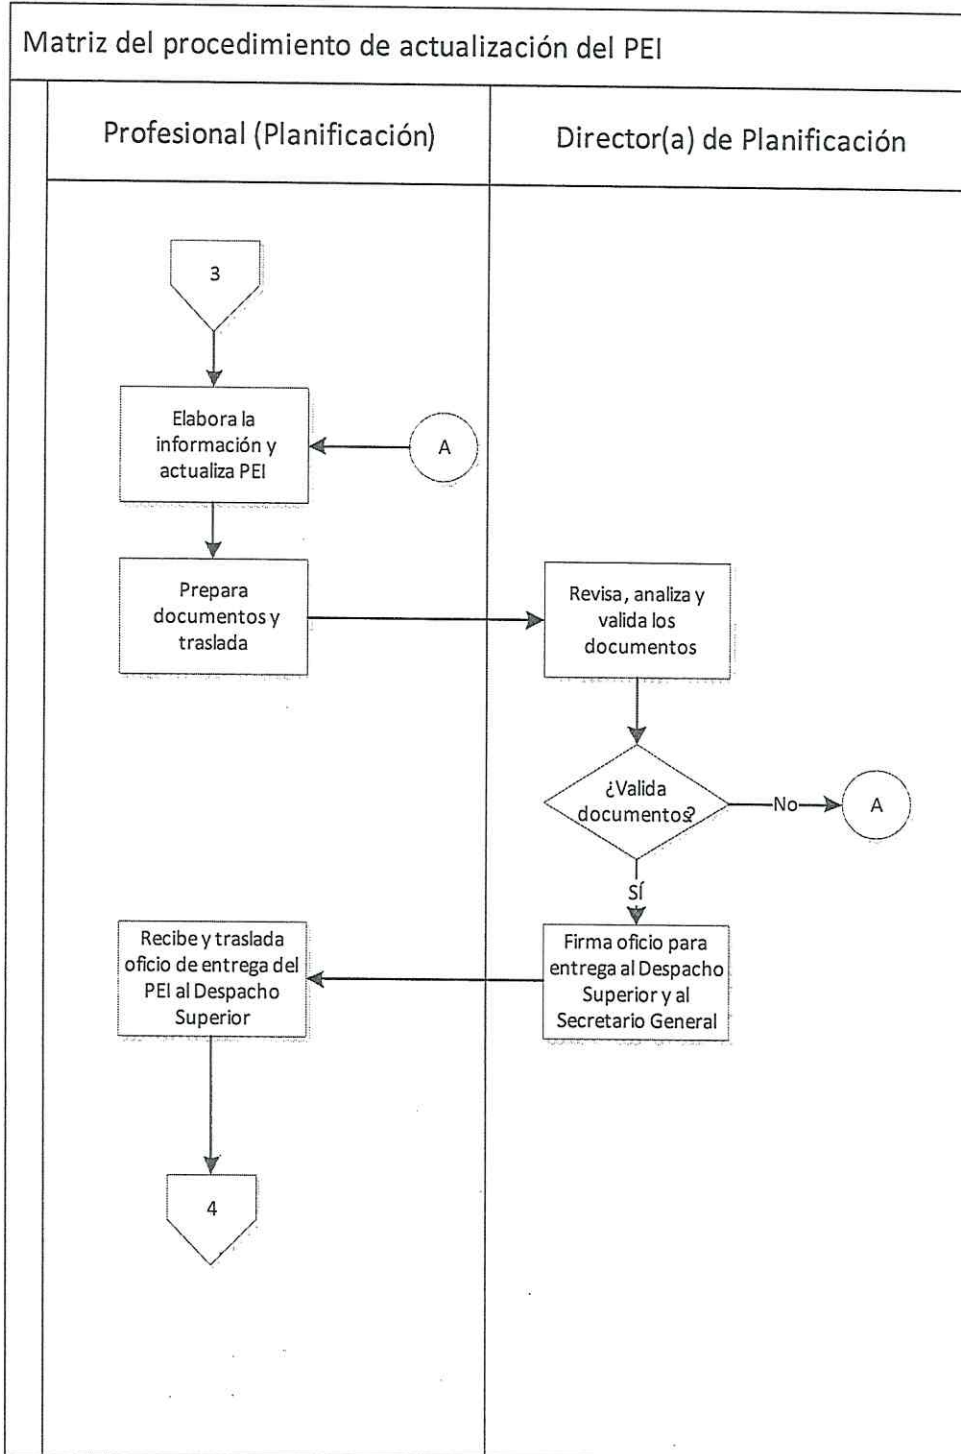 Matriz del procedimiento de actualización del PEI
Profesional (Planificación)
Director(a) de Planificación
3
Elabora la
información y
actualiza PEI
A
Prepara
documentos y
traslada
Revisa, analiza y
valida los
documentos
¿Valida
documentos?
No
A
SÍ
Recibe y traslada
oficio de entrega del
PEI al Despacho
Superior
Firma oficio para
entrega al Despacho
Superior y al
Secretario General
4